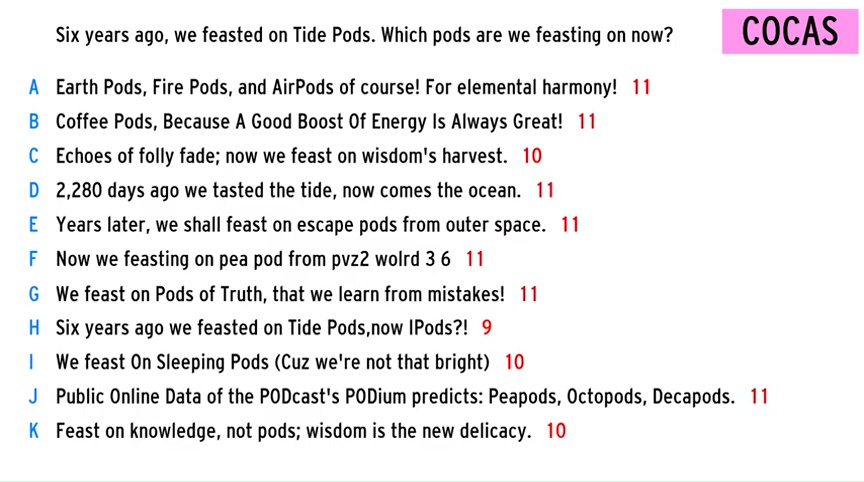 Six years ago, we feasted on Tide Pods. Which pods are we feasting on now?
COCAS
A Earth Pods, Fire Pods, and AirPods of course! For elemental harmony! 11
B Coffee Pods, Because A Good Boost Of Energy Is Always Great! 11
C Echoes of folly fade; now we feast on wisdom's harvest. 10
D 2,280 days ago we tasted the tide, now comes the ocean. 11
E Years later, we shall feast on escape pods from outer space. 11
F Now we feasting on pea pod from pvz2 wolrd 3 6 11
G We feast on Pods of Truth, that we learn from mistakes! 11
H Six years ago we feasted on Tide Pods,now IPods?! 9
I We feast On Sleeping Pods (Cuz we're not that bright) 10
J Public Online Data of the PODcast's PODium predicts: Peapods, Octopods, Decapods. 11
K Feast on knowledge, not pods; wisdom is the new delicacy. 10